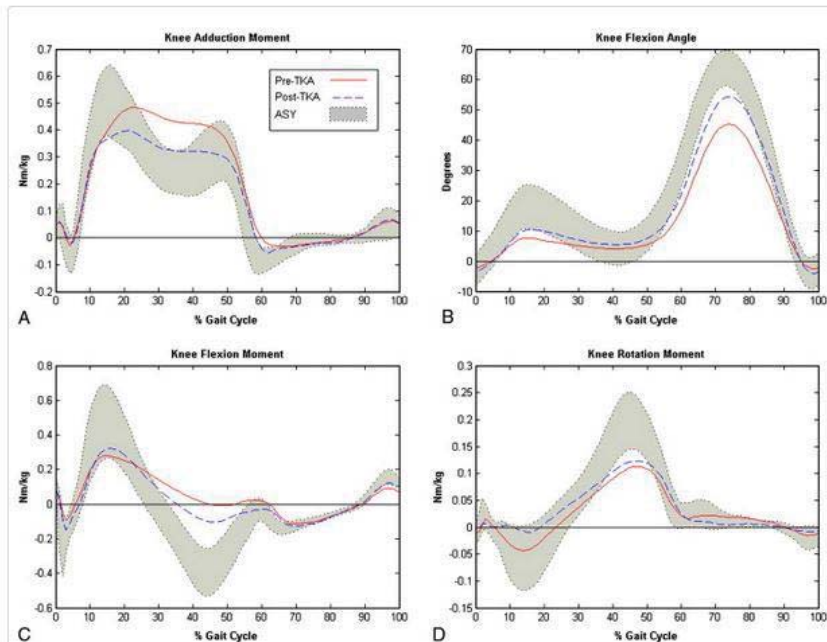 Knee Adduction Moment
0.7
0.6
0.5
0.4
0.3
0.2
0.1
0
-0.1
-0.2
Nm/kg
Pre-TKA
Post-TKA
ASY
0 10 20 30 40 50 60 70 80 90 100
A
% Gait Cycle
Knee Flexion Angle
70
60
50
40
30
20
10
0
-10
Degrees
0 10 20 30 40 50 60 70 80 90 100
B
% Gait Cycle
Knee Flexion Moment
0.8
0.6
0.4
0.2
0
-0.2
-0.4
-0.6
Nm/kg
0 10 20 30 40 50 60 70 80 90 100
C
% Gait Cycle
Knee Rotation Moment
0.3
0.25
0.2
0.15
0.1
0.05
0
-0.05
-0.1
-0.15
Nm/kg
0 10 20 30 40 50 60 70 80 90 100
D
% Gait Cycle